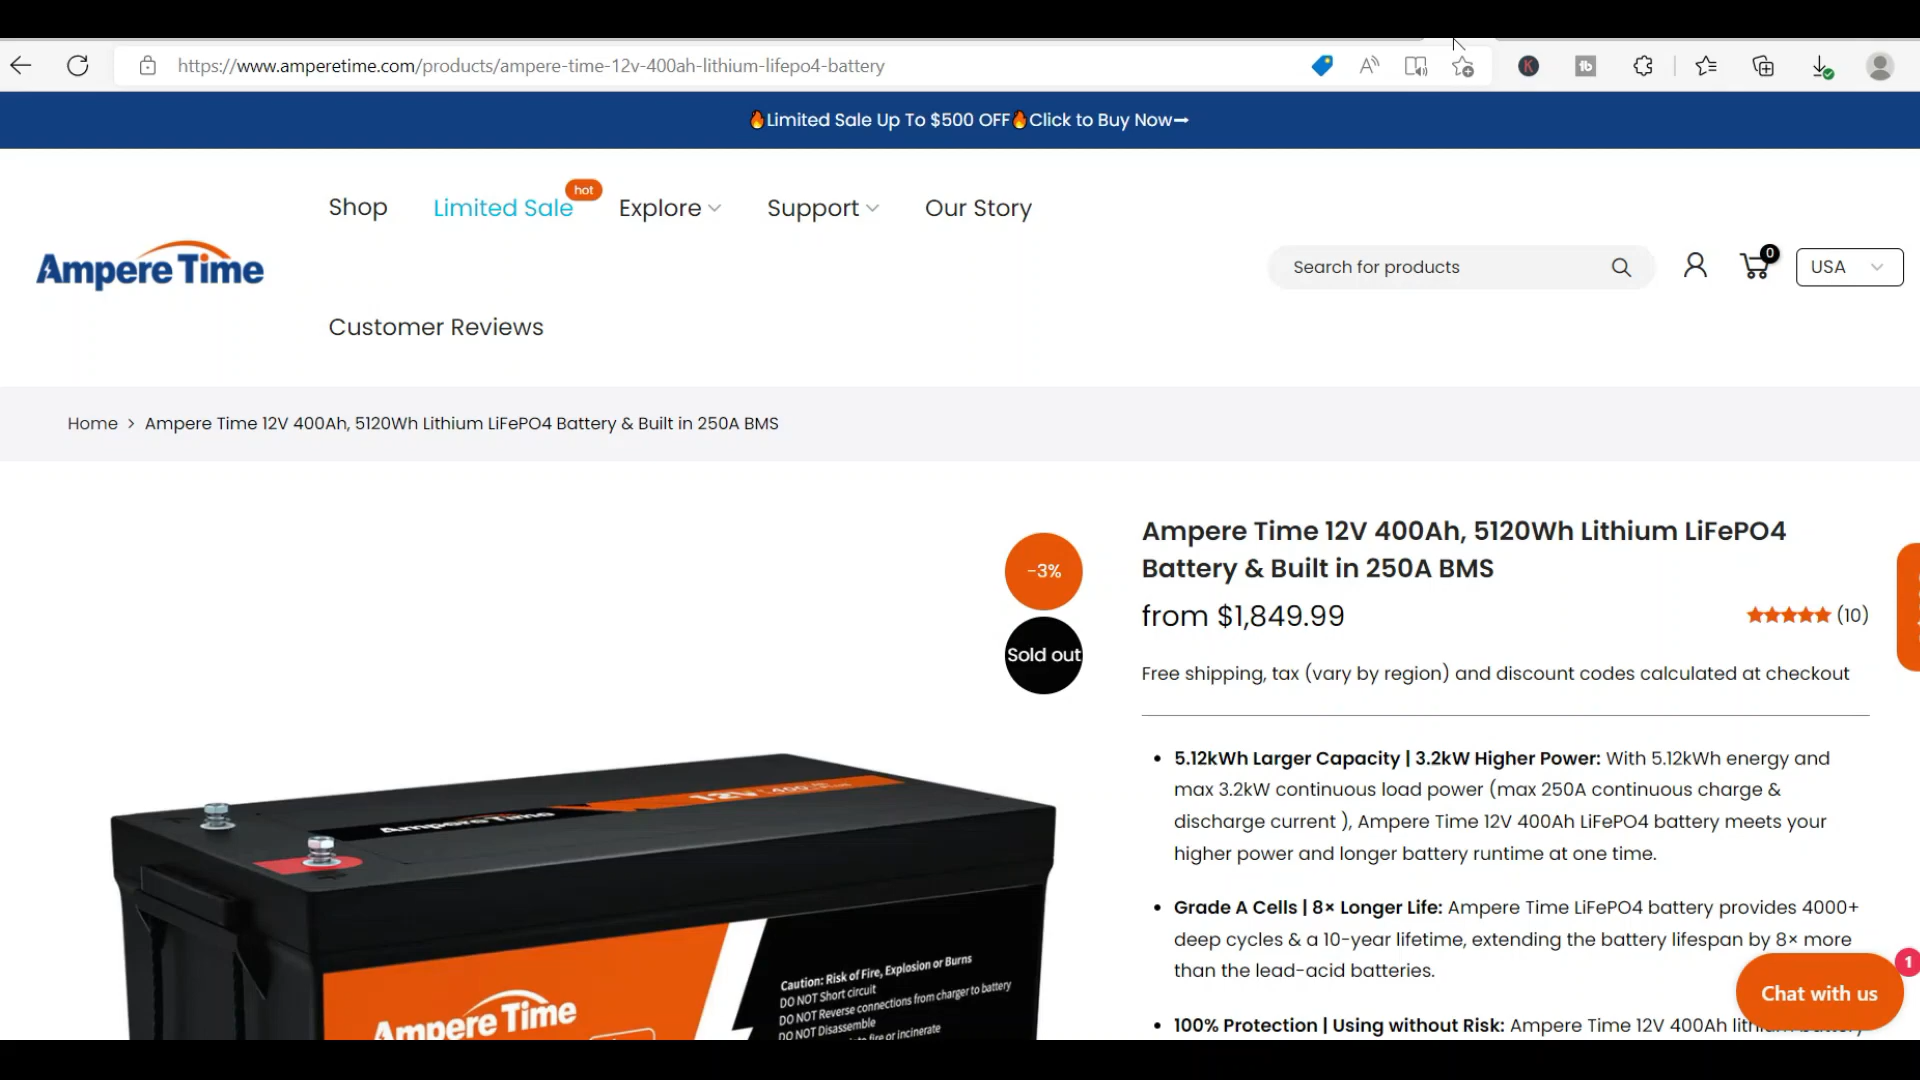 https://www.amperetime.com/products/ampere-time-12v-400ah-lithium-lifepo4-battery
🔥Limited Sale Up To $500 OFF🔥Click to Buy Now➞
Shop
Limited Sale
hot
Explore
Support
Our Story
Ampere Time
Search for products
0
USA
Customer Reviews
Home > Ampere Time 12V 400Ah, 5120Wh Lithium LiFePO4 Battery & Built in 250A BMS
-3%
Sold out
Ampere Time 12V 400Ah, 5120Wh Lithium LiFePO4
Battery & Built in 250A BMS
from $1,849.99
★★★★★ (10)
Free shipping, tax (vary by region) and discount codes calculated at checkout
• 5.12kWh Larger Capacity | 3.2kW Higher Power: With 5.12kWh energy and
max 3.2kW continuous load power (max 250A continuous charge &
discharge current ), Ampere Time 12V 400Ah LiFePO4 battery meets your
higher power and longer battery runtime at one time.
• Grade A Cells | 8× Longer Life: Ampere Time LiFePO4 battery provides 4000+
deep cycles & a 10-year lifetime, extending the battery lifespan by 8× more
than the lead-acid batteries.
• 100% Protection | Using without Risk: Ampere Time 12V 400Ah
Chat with us
1
Ampere Time
12V
Ampere Time
Caution: Risk of Fire, Explosion or Burns
DO NOT Short circuit
DO NOT Reverse connections from charger to battery
DO NOT Disassemble
fire or incinerate